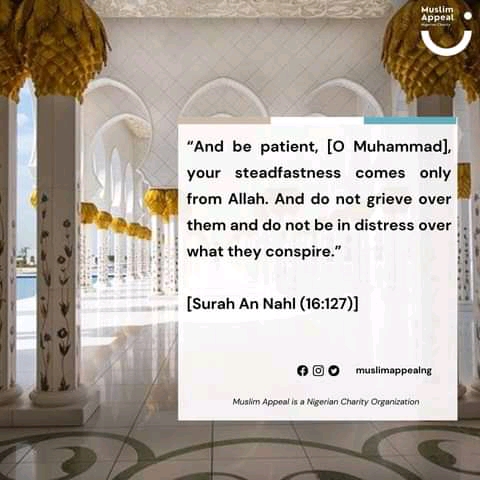 Muslim
Appeal
Nigerian Charity
“And be patient, [O Muhammad],
your steadfastness comes only
from Allah. And do not grieve over
them and do not be in distress over
what they conspire.”
[Surah An Nahl (16:127)]
muslimappealng
Muslim Appeal is a Nigerian Charity Organization